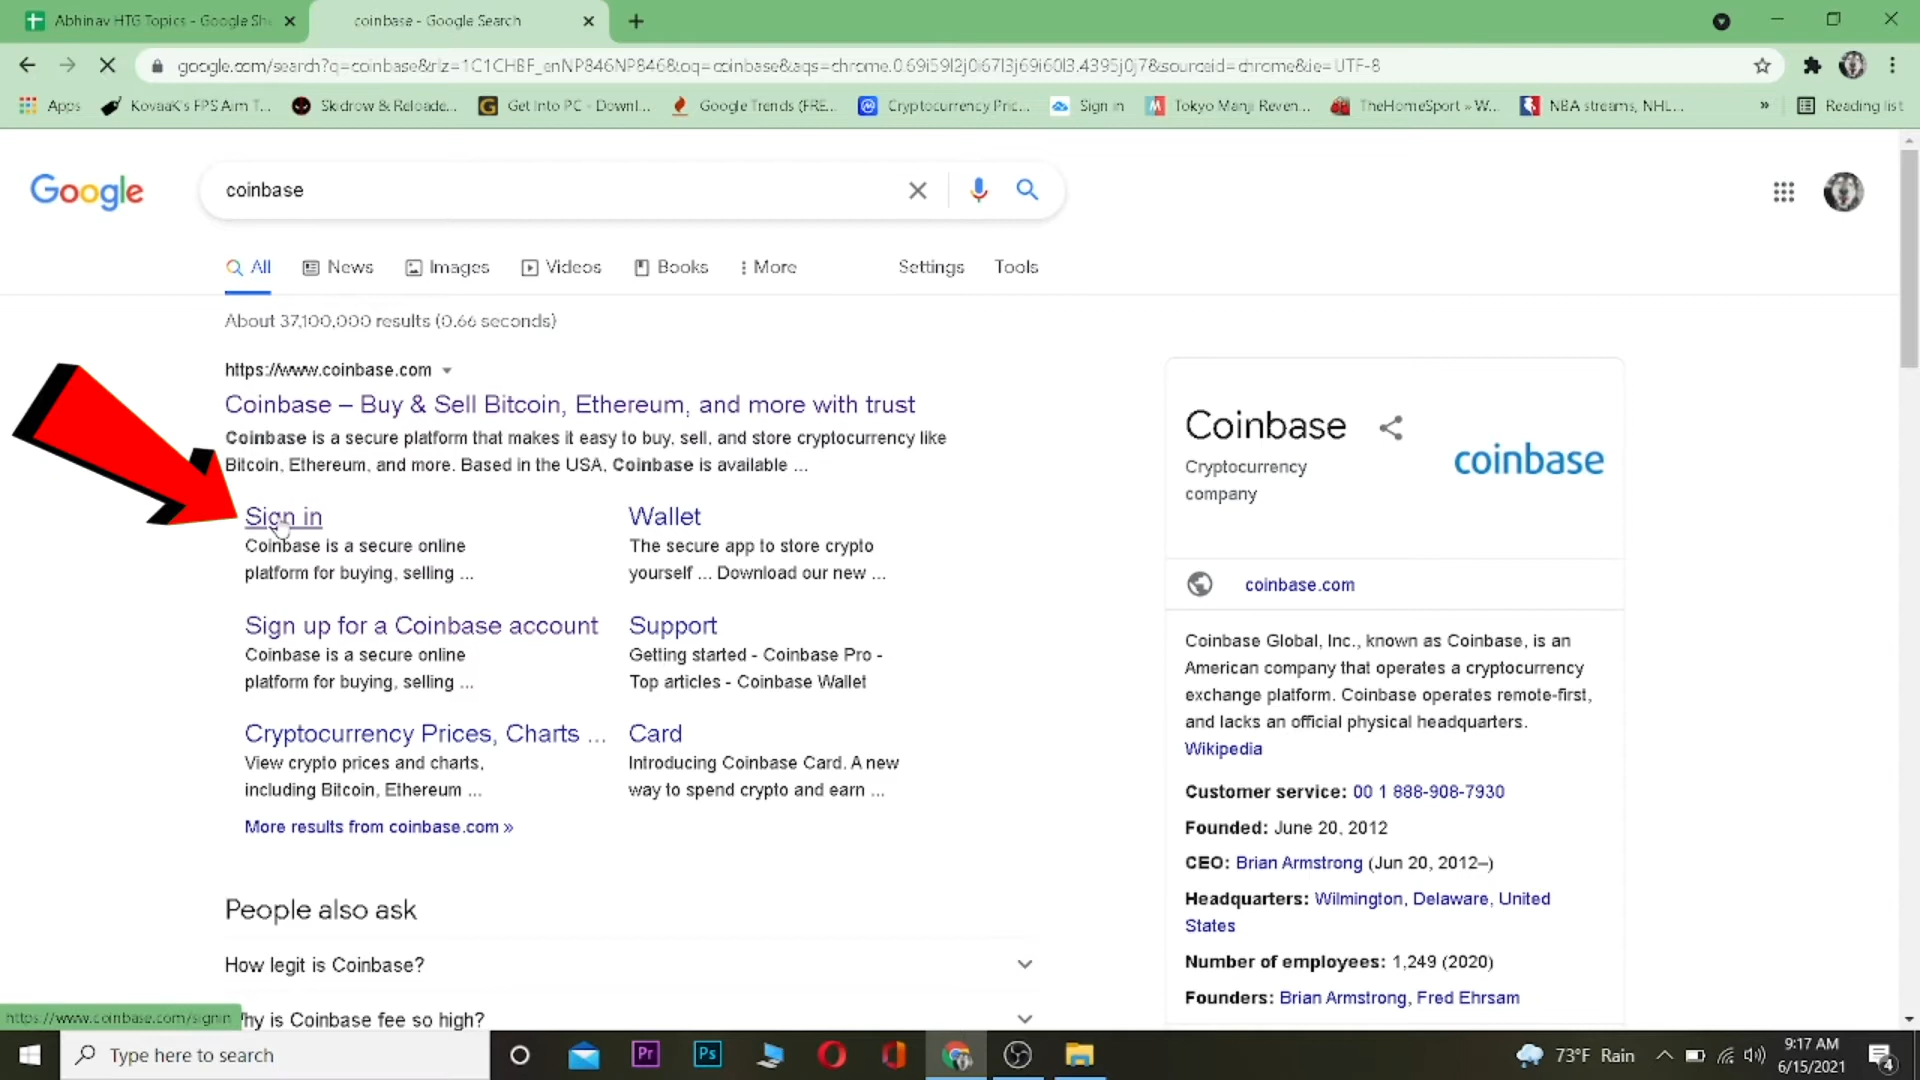 Abhinav HTG Topics - Google She
coinbase - Google Search
google.com/search?q=coinbase&rlz=1C1CHBF_enNP846NP846&oq=coinbase&aqs=chrome.0.69i59l2j0i67l3j69i60l3.4395j0j7&sourceid=chrome&ie=UTF-8
Apps
KovaaK's FPS Aim T...
Skidrow & Reloade...
Get Into PC - Downl...
Google Trends (FRE...
Cryptocurrency Pric...
Sign in
Tokyo Manji Reven...
TheHomeSport » W...
NBA streams, NHL...
»
Reading list
Google
coinbase
All
News
Images
Videos
Books
More
Settings
Tools
About 37,100,000 results (0.66 seconds)
https://www.coinbase.com
Coinbase – Buy & Sell Bitcoin, Ethereum, and more with trust
Coinbase is a secure platform that makes it easy to buy, sell, and store cryptocurrency like
Bitcoin, Ethereum, and more. Based in the USA, Coinbase is available ...
Sign in
Coinbase is a secure online
platform for buying, selling ...
Wallet
The secure app to store crypto
yourself ... Download our new ...
Sign up for a Coinbase account
Coinbase is a secure online
platform for buying, selling ...
Support
Getting started - Coinbase Pro -
Top articles - Coinbase Wallet
Cryptocurrency Prices, Charts ...
View crypto prices and charts,
including Bitcoin, Ethereum ...
Card
Introducing Coinbase Card. A new
way to spend crypto and earn ...
More results from coinbase.com »
People also ask
How legit is Coinbase?
hy is Coinbase fee so high?
Coinbase
Cryptocurrency
company
coinbase
coinbase.com
Coinbase Global, Inc., known as Coinbase, is an
American company that operates a cryptocurrency
exchange platform. Coinbase operates remote-first,
and lacks an official physical headquarters.
Wikipedia
Customer service: 00 1 888-908-7930
Founded: June 20, 2012
CEO: Brian Armstrong (Jun 20, 2012–)
Headquarters: Wilmington, Delaware, United
States
Number of employees: 1,249 (2020)
Founders: Brian Armstrong, Fred Ehrsam
https://www.coinbase.com/signin
Type here to search
Pr
Ps
73°F Rain
9:17 AM
6/15/2021
4